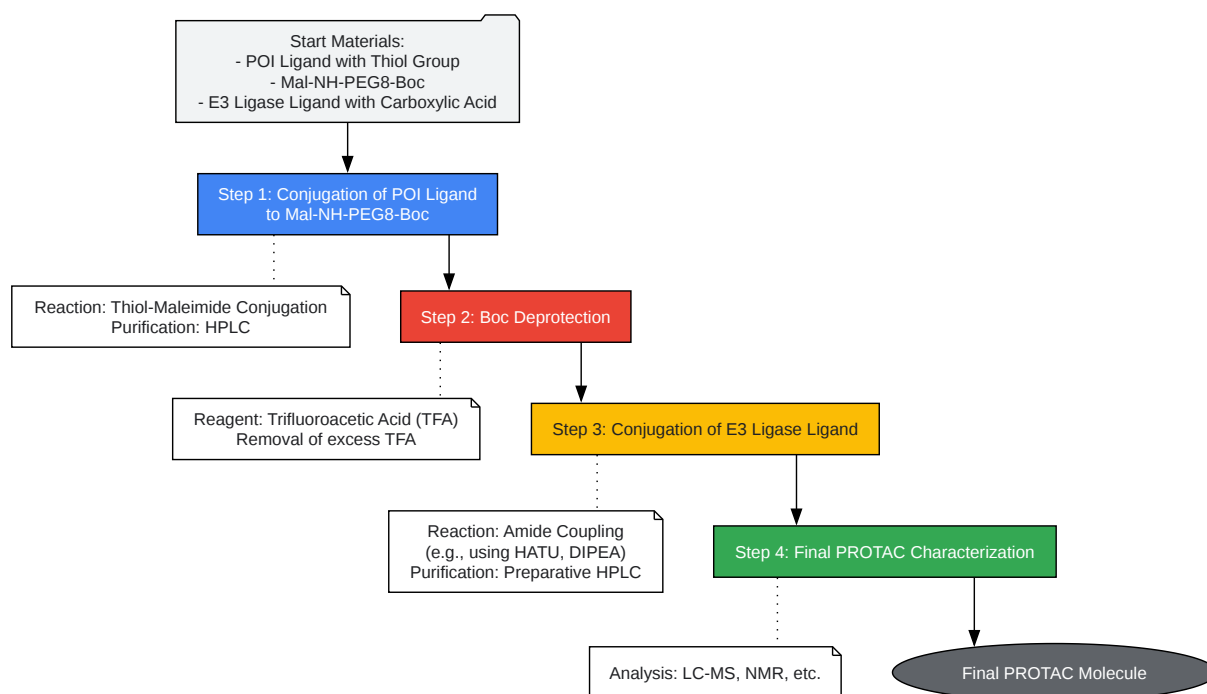 Start Materials:
- POI Ligand with Thiol Group
- Mal-NH-PEG8-Boc
- E3 Ligase Ligand with Carboxylic Acid
Step 1: Conjugation of POI Ligand
to Mal-NH-PEG8-Boc
Reaction: Thiol-Maleimide Conjugation
Purification: HPLC
Step 2: Boc Deprotection
Reagent: Trifluoroacetic Acid (TFA)
Removal of excess TFA
Step 3: Conjugation of E3 Ligase Ligand
Reaction: Amide Coupling
(e.g., using HATU, DIPEA)
Purification: Preparative HPLC
Step 4: Final PROTAC Characterization
Analysis: LC-MS, NMR, etc.
Final PROTAC Molecule